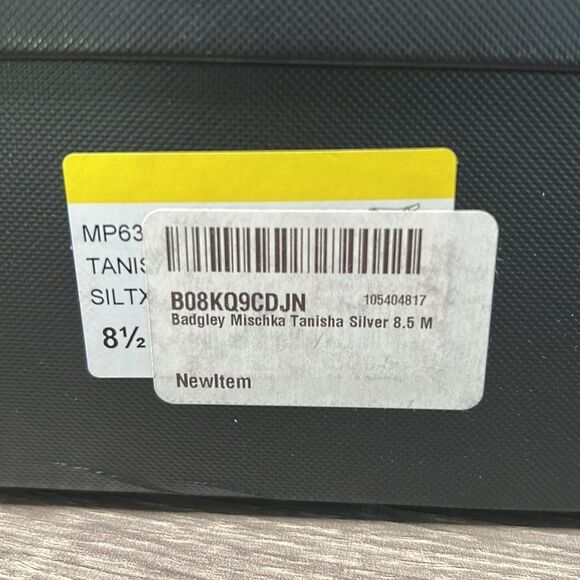 MP63
TANIS
SILTX
8½
B08KQ9CDJN 105404817
Badgley Mischka Tanisha Silver 8.5 M
NewItem